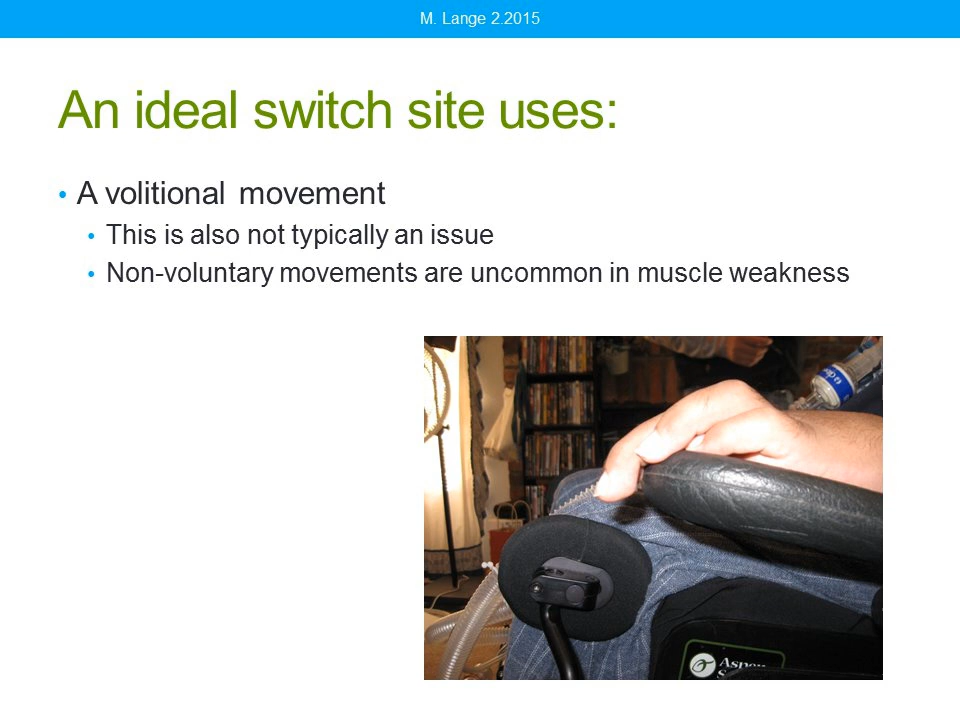 M. Lange 2.2015
An ideal switch site uses:
• A volitional movement
• This is also not typically an issue
• Non-voluntary movements are uncommon in muscle weakness
Aspen